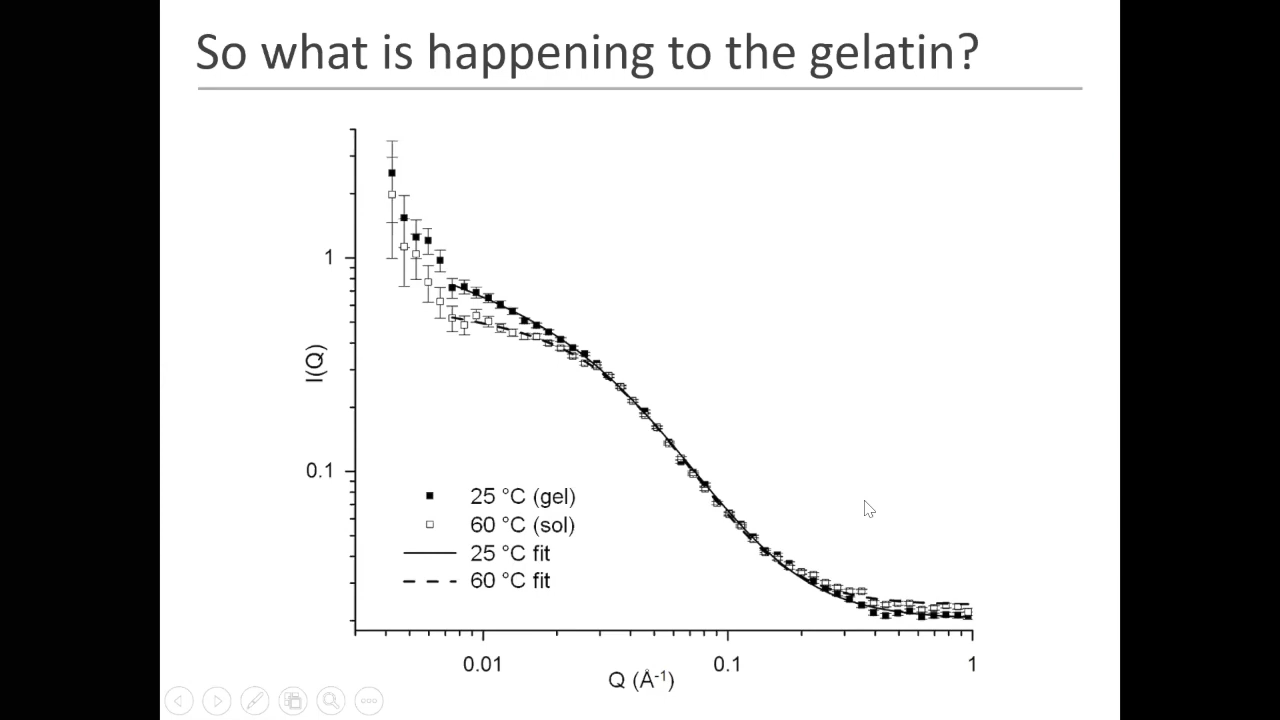 So what is happening to the gelatin?
1
I(Q)
0.1
25 °C (gel)
60 °C (sol)
25 °C fit
60 °C fit
0.01
0.1
1
Q (Å⁻¹)